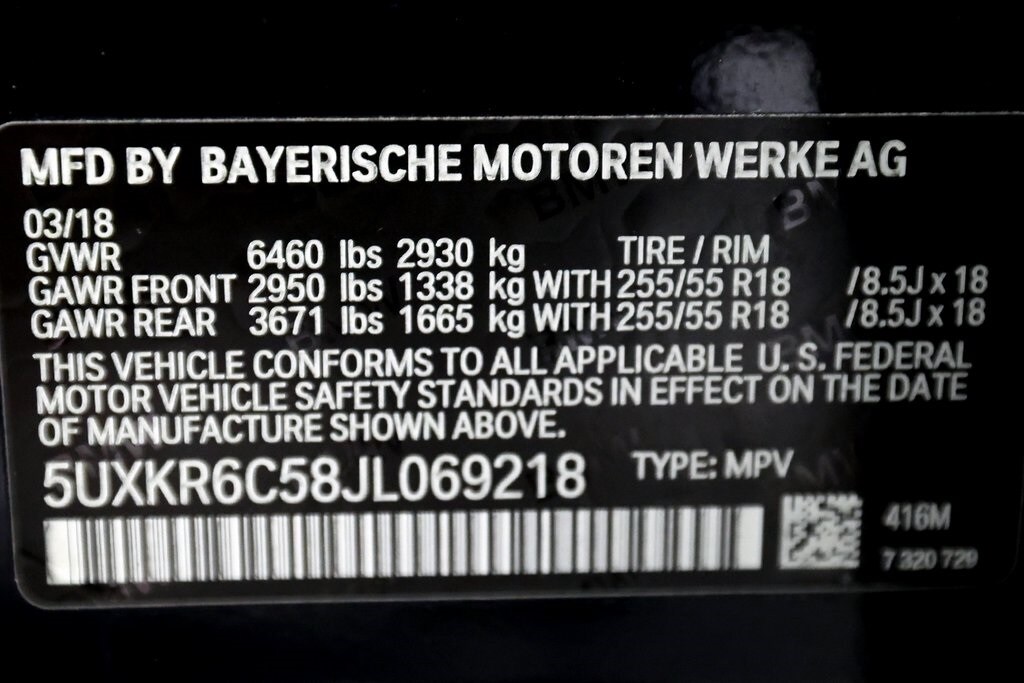 MFD BY BAYERISCHE MOTOREN WERKE AG
03/18
GVWR 6460 lbs 2930 kg TIRE / RIM
GAWR FRONT 2950 lbs 1338 kg WITH 255/55 R18 /8.5J x 18
GAWR REAR 3671 lbs 1665 kg WITH 255/55 R18 /8.5J x 18
THIS VEHICLE CONFORMS TO ALL APPLICABLE U. S. FEDERAL
MOTOR VEHICLE SAFETY STANDARDS IN EFFECT ON THE DATE
OF MANUFACTURE SHOWN ABOVE.
5UXKR6C58JL069218 TYPE: MPV
416M
7 320 729